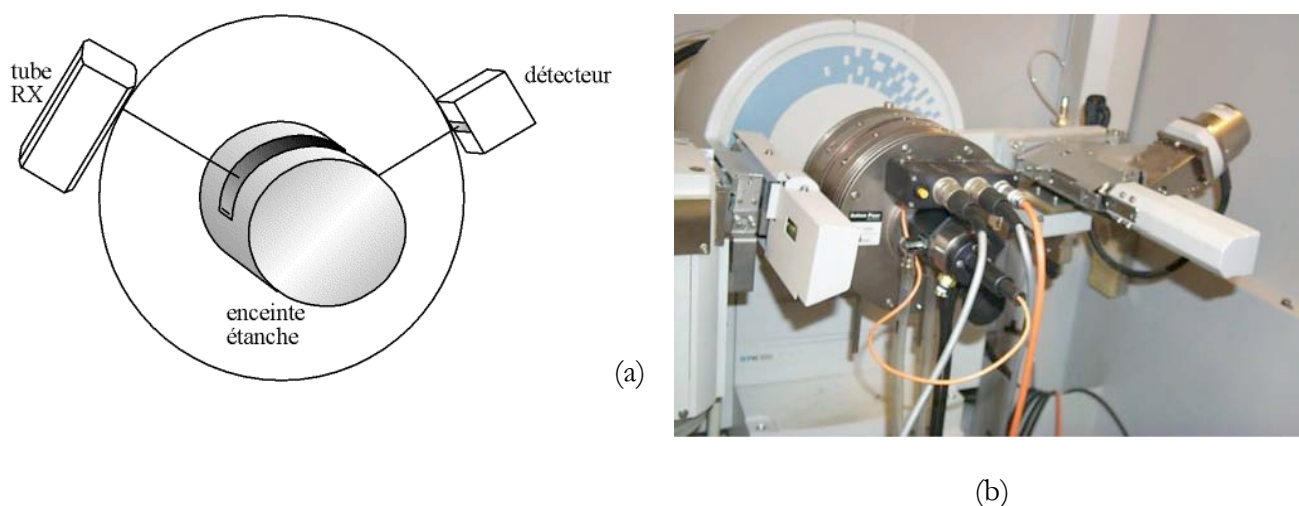 tube
RX
détecteur
enceinte
étanche
(a)
(b)